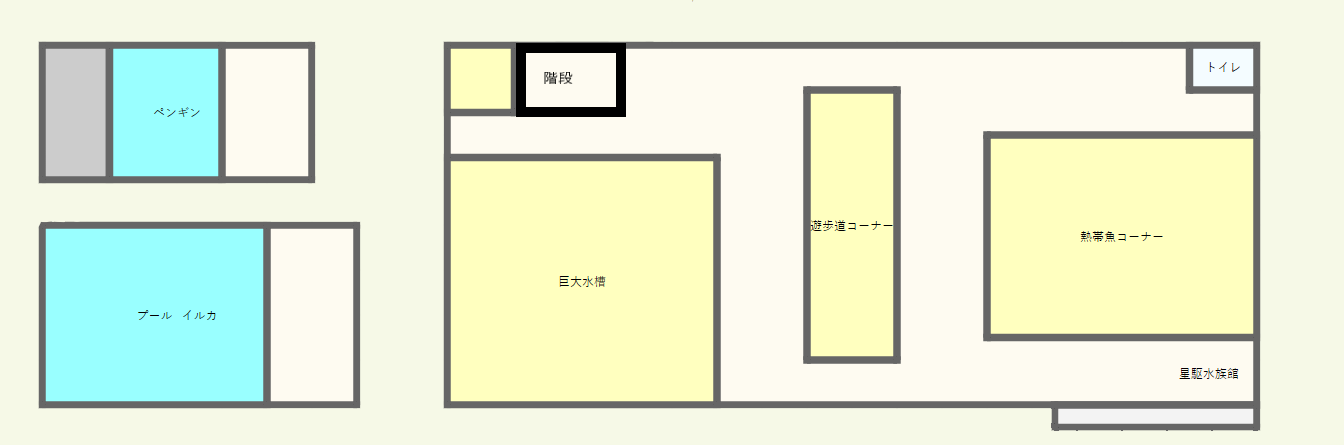 階段
トイレ
ペンギン
遊歩道コーナー
熱帯魚コーナー
巨大水槽
プール イルカ
星駆水族館